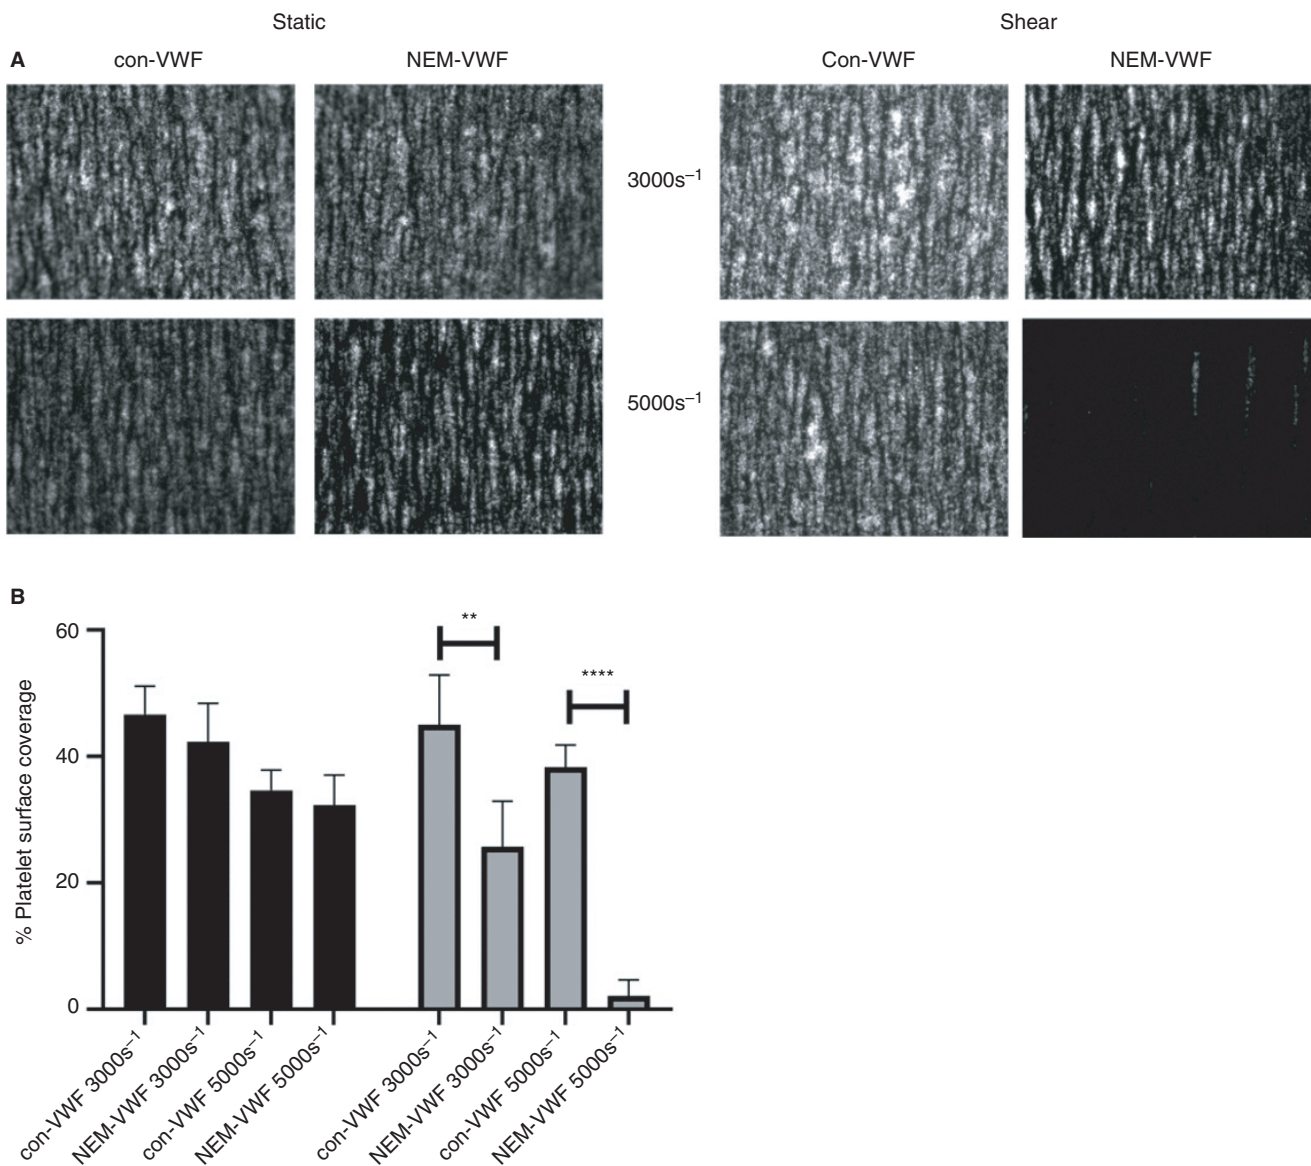 Static Shear
A con-VWF NEM-VWF Con-VWF NEM-VWF
3000s⁻¹
5000s⁻¹
B
% Platelet surface coverage
60
40
20
0
**
****
con-VWF 3000s⁻¹
NEM-VWF 3000s⁻¹
con-VWF 5000s⁻¹
NEM-VWF 5000s⁻¹
con-VWF 3000s⁻¹
NEM-VWF 3000s⁻¹
con-VWF 5000s⁻¹
NEM-VWF 5000s⁻¹